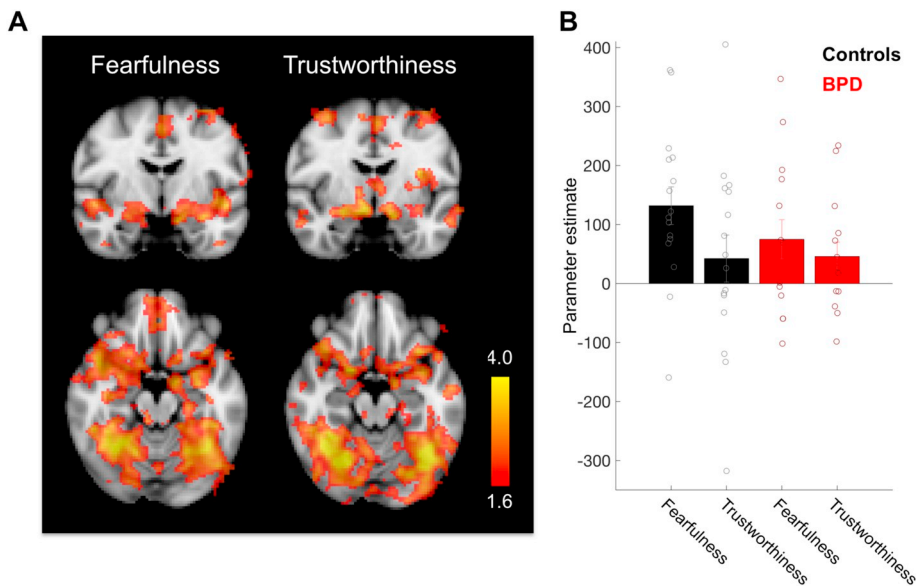 A
Fearfulness
Trustworthiness
4.0
1.6
B
Controls
BPD
Parameter estimate
400
300
200
100
0
-100
-200
-300
Fearfulness
Trustworthiness
Fearfulness
Trustworthiness